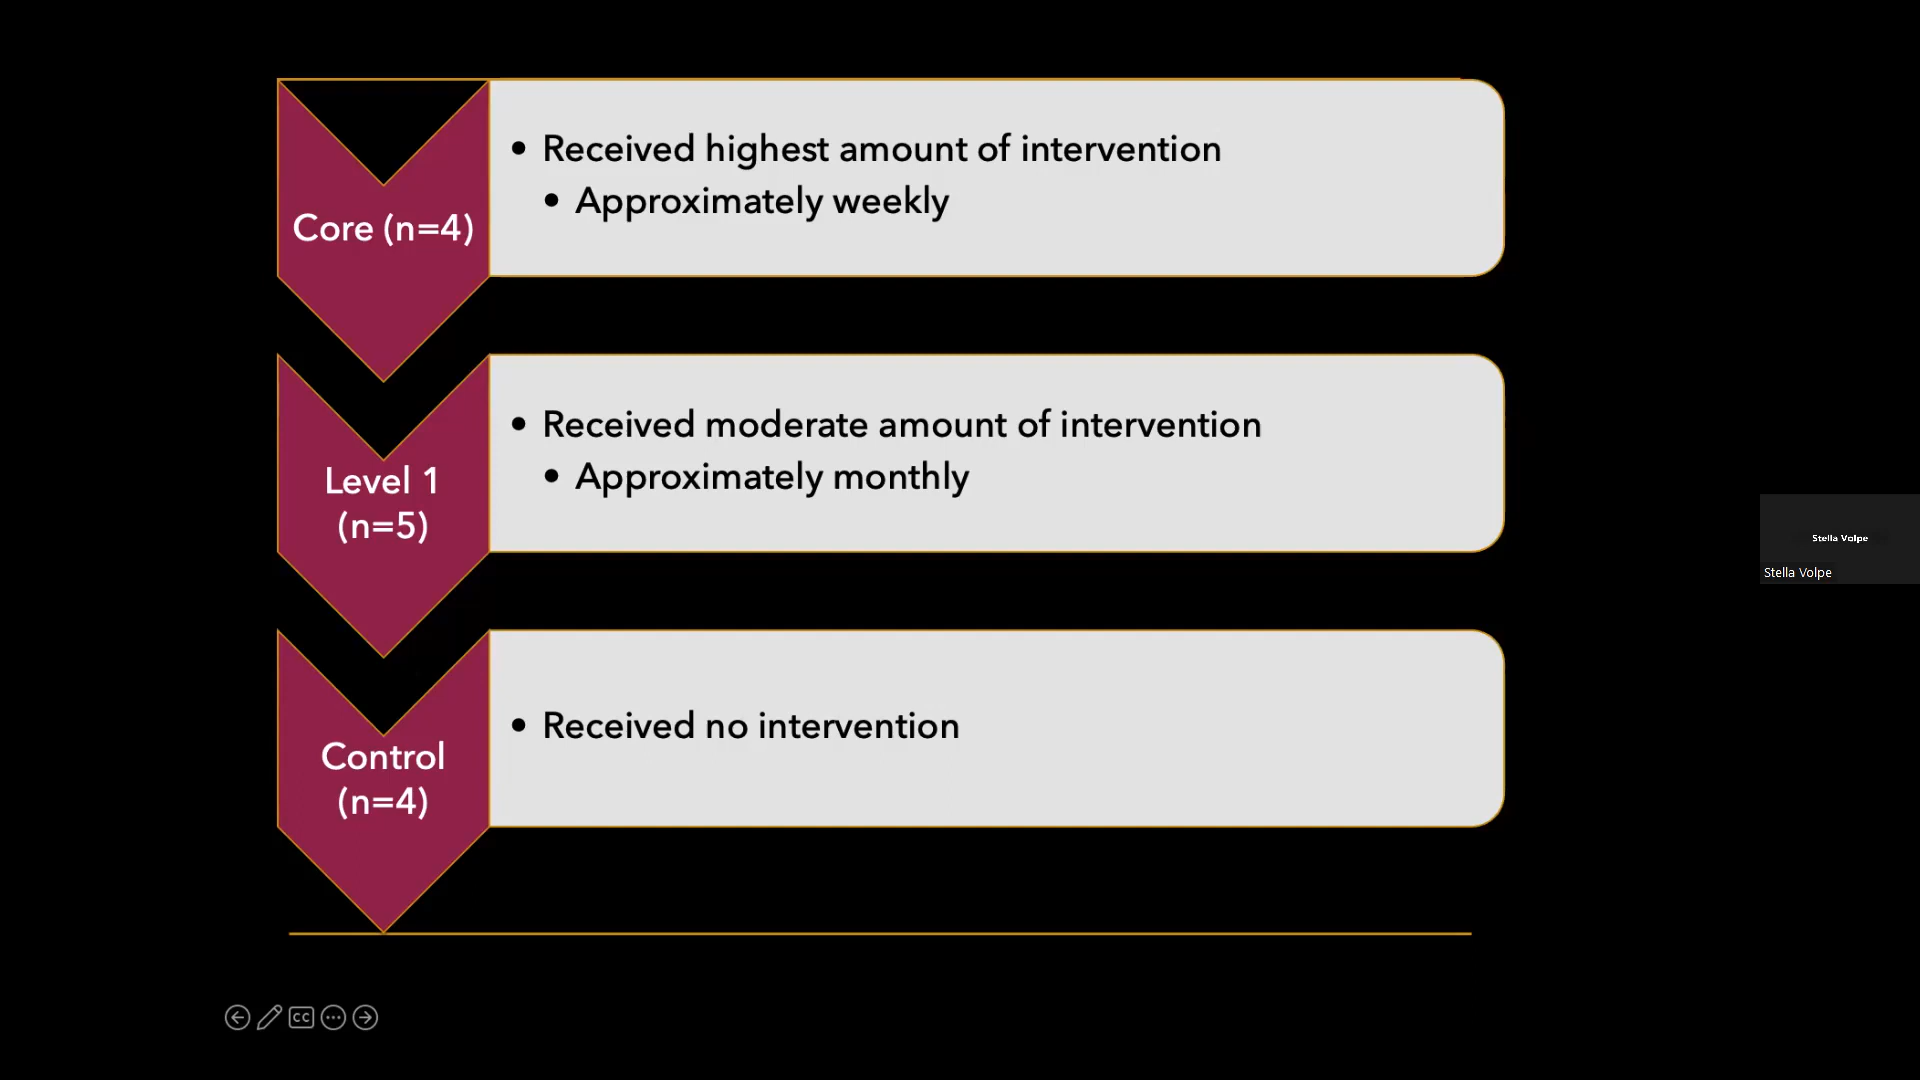 Core (n=4)
• Received highest amount of intervention
• Approximately weekly
Level 1
(n=5)
• Received moderate amount of intervention
• Approximately monthly
Control
(n=4)
• Received no intervention
Stella Volpe
Stella Volpe
CC